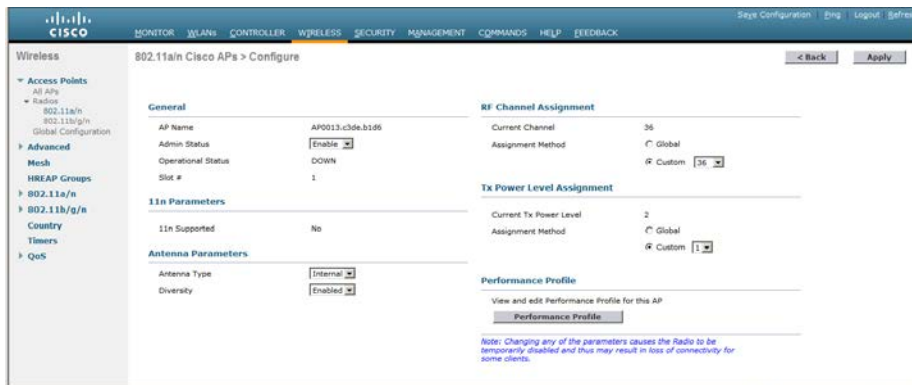 Save Configuration Ping Logout Refresh
CISCO
MONITOR WLANs CONTROLLER WIRELESS SECURITY MANAGEMENT COMMANDS HELP FEEDBACK
Wireless
802.11a/n Cisco APs > Configure
< Back
Apply
Access Points
All APs
Radios
802.11a/n
802.11b/g/n
Global Configuration
Advanced
Mesh
HREAP Groups
802.11a/n
802.11b/g/n
Country
Timers
QoS
General
AP Name AP0013.c3de.b1d6
Admin Status Enable
Operational Status DOWN
Slot # 1
11n Parameters
11n Supported No
Antenna Parameters
Antenna Type Internal
Diversity Enabled
RF Channel Assignment
Current Channel 36
Assignment Method Global
Custom 36
Tx Power Level Assignment
Current Tx Power Level 2
Assignment Method Global
Custom 1
Performance Profile
View and edit Performance Profile for this AP
Performance Profile
Note: Changing any of the parameters causes the Radio to be
temporarily disabled and thus may result in loss of connectivity for
some clients.